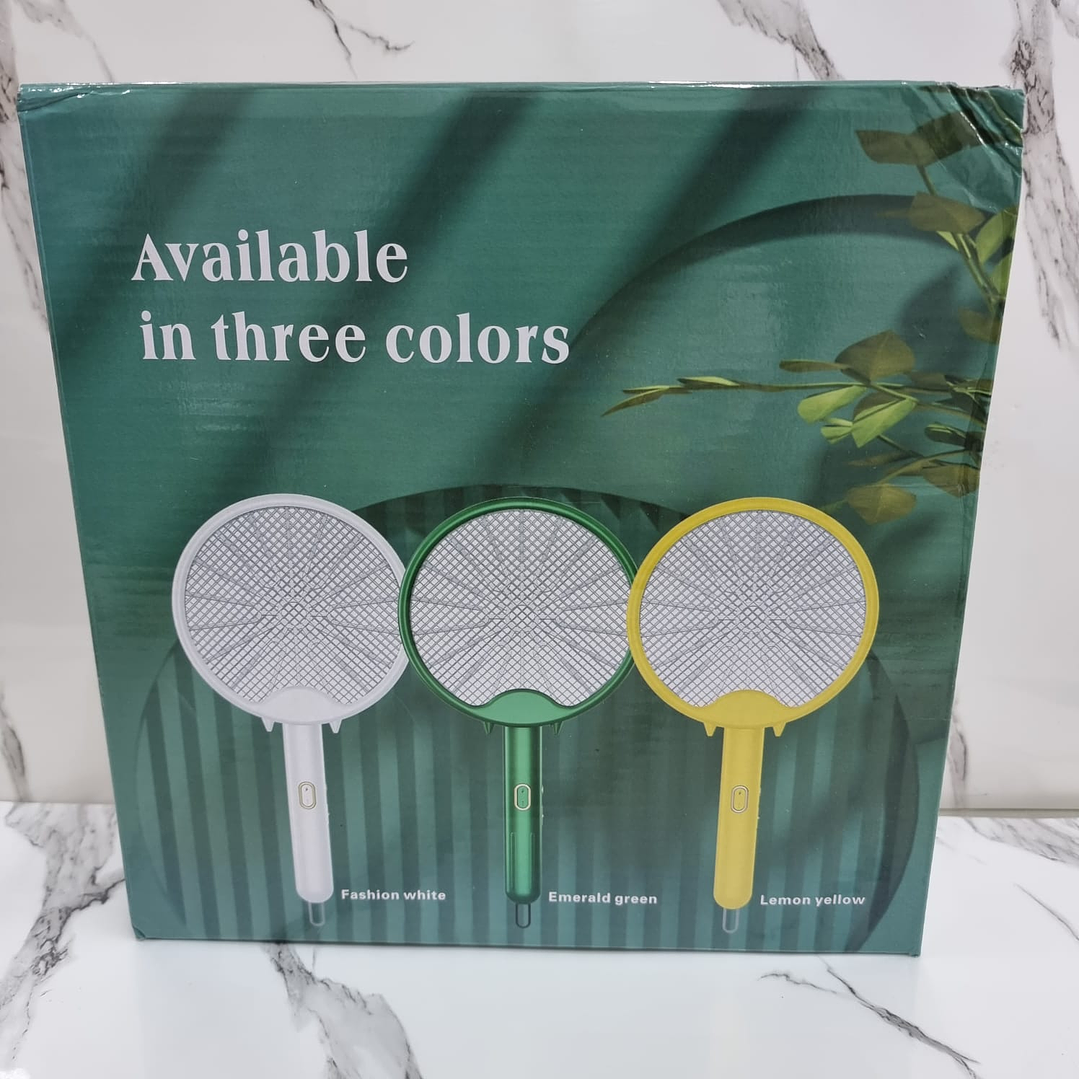 Available
in three colors
Fashion white
Emerald green
Lemon yellow